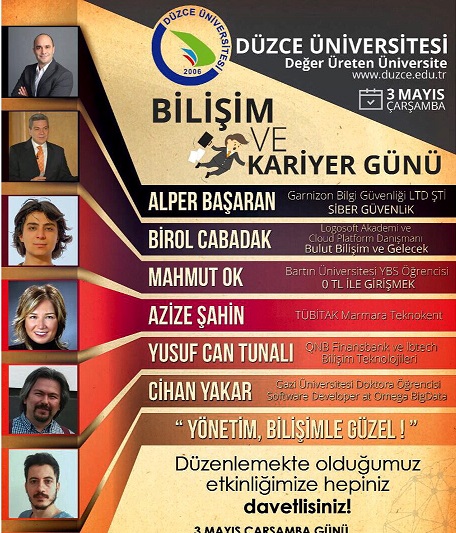 DÜZCE ÜNİVERSİTESİ
2006
DÜZCE ÜNİVERSİTESİ
Değer Üreten Üniversite
www.duzce.edu.tr
3 MAYIS
ÇARŞAMBA
BİLİŞİM
VE
KARİYER GÜNÜ
ALPER BAŞARAN
Garnizon Bilgi Güvenliği LTD ŞTİ
SİBER GÜVENLİK
BİROL CABADAK
Logosoft Akademi ve
Cloud Platform Danışmanı
Bulut Bilişim ve Gelecek
MAHMUT OK
Bartın Üniversitesi YBS Öğrencisi
0 TL İLE GİRİŞMEK
AZİZE ŞAHİN
TÜBİTAK Marmara Teknokent
YUSUF CAN TUNALI
QNB Finansbank ve Ibtech
Bilişim Teknolojileri
CİHAN YAKAR
Gazi Üniversitesi Doktora Öğrencisi
Software Developer at Omega BigData
“ YÖNETİM, BİLİŞİMLE GÜZEL ! ”
Düzenlemekte olduğumuz
etkinliğimize hepiniz
davetlisiniz!
3 MAYIS ÇARŞAMBA GÜNÜ